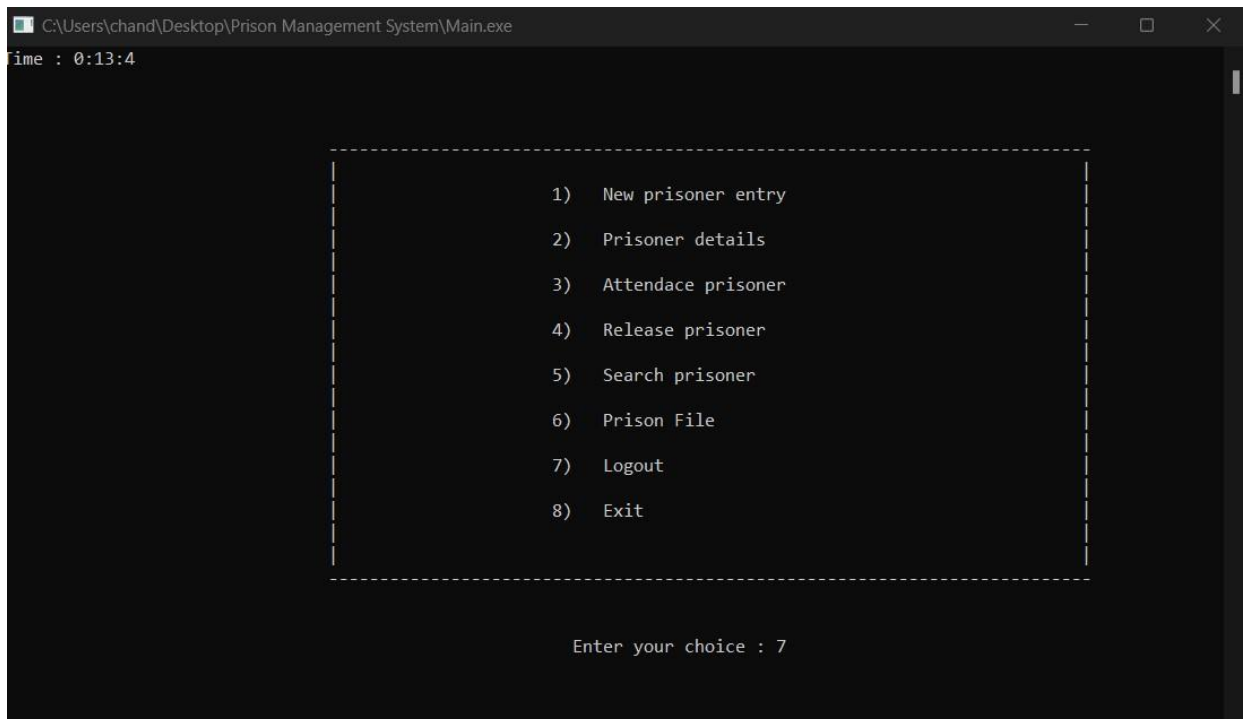 C:\Users\chand\Desktop\Prison Management System\Main.exe
Time : 0:13:4
1) New prisoner entry
2) Prisoner details
3) Attendace prisoner
4) Release prisoner
5) Search prisoner
6) Prison File
7) Logout
8) Exit
Enter your choice : 7